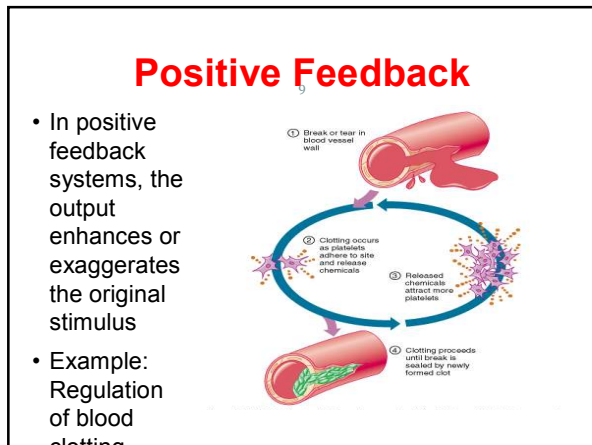 Positive Feedback
9
• In positive
feedback
systems, the
output
enhances or
exaggerates
the original
stimulus
• Example:
Regulation
of blood
clotting
① Break or tear in
blood vessel
wall
② Clotting occurs
as platelets
adhere to site
and release
chemicals
③ Released
chemicals
attract more
platelets
④ Clotting proceeds
until break is
sealed by newly
formed clot